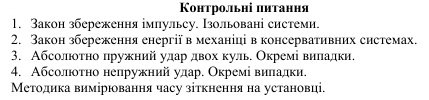 Контрольні питання
1. Закон збереження імпульсу. Ізольовані системи.
2. Закон збереження енергії в механіці в консервативних системах.
3. Абсолютно пружний удар двох куль. Окремі випадки.
4. Абсолютно непружний удар. Окремі випадки.
Методика вимірювання часу зіткнення на установці.